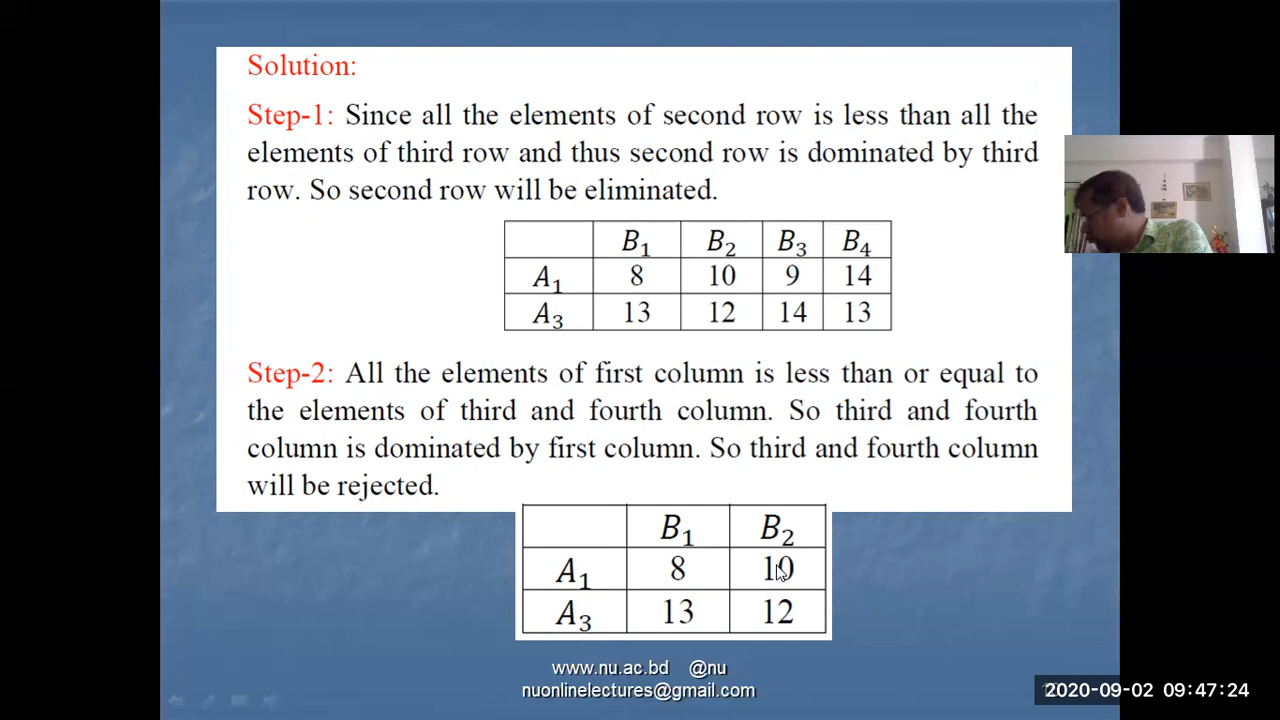 Solution:
Step-1: Since all the elements of second row is less than all the
elements of third row and thus second row is dominated by third
row. So second row will be eliminated.
B1 B2 B3 B4
A1 8 10 9 14
A3 13 12 14 13
Step-2: All the elements of first column is less than or equal to
the elements of third and fourth column. So third and fourth
column is dominated by first column. So third and fourth column
will be rejected.
B1 B2
A1 8 10
A3 13 12
www.nu.ac.bd @nu
nuonlinelectures@gmail.com
2020-09-02 09:47:24